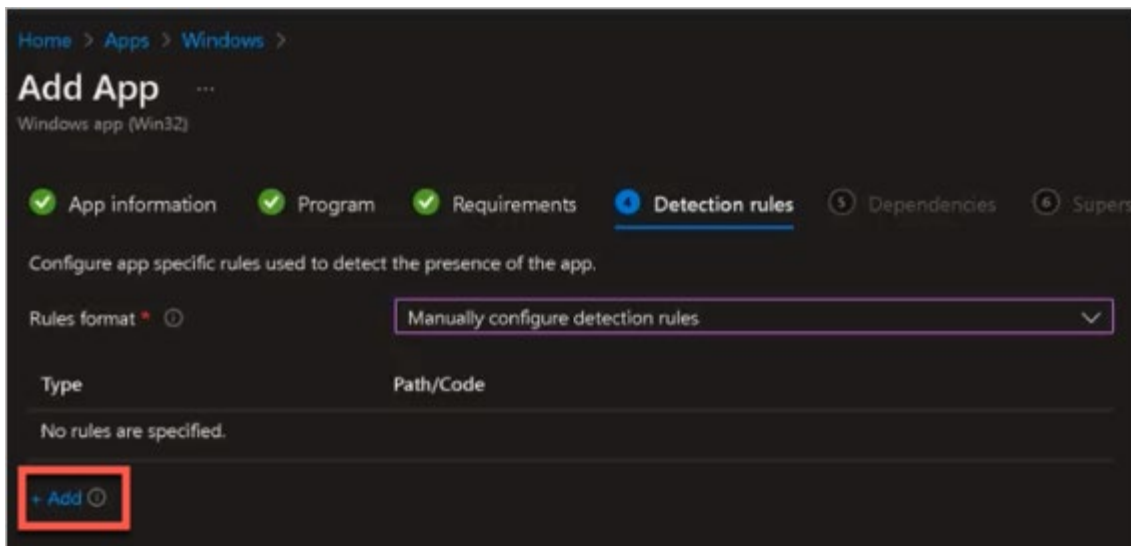 Home > Apps > Windows >
Add App ...
Windows app (Win32)
App information Program Requirements 4 Detection rules 5 Dependencies 6 Supers
Configure app specific rules used to detect the presence of the app.
Rules format * Manually configure detection rules
Type Path/Code
No rules are specified.
+ Add